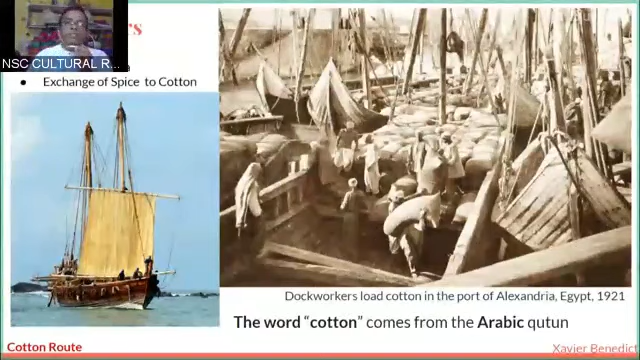 NSC CULTURAL R...
Exchange of Spice to Cotton
Dockworkers load cotton in the port of Alexandria, Egypt, 1921
The word “cotton” comes from the Arabic qutun
Cotton Route
Xavier Benedict